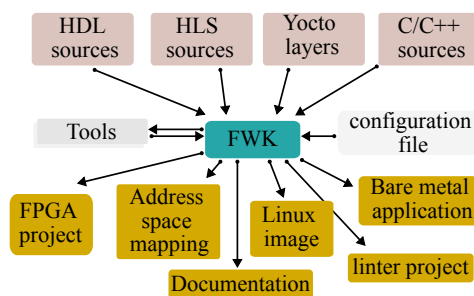 HDL
sources
HLS
sources
Yocto
layers
C/C++
sources
Tools
FWK
configuration
file
FPGA
project
Address
space
mapping
Documentation
Linux
image
Bare metal
application
linter project